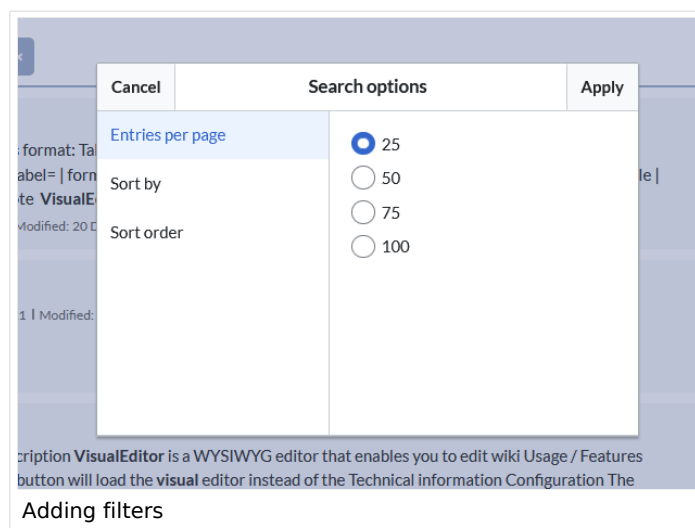 Cancel
Search options
Apply
Entries per page
Sort by
Sort order
25
50
75
100
format: Ta
abel= | form
le |
te VisualE
Modified: 20 D
1 | Modified:
cription VisualEditor is a WYSIWYG editor that enables you to edit wiki Usage / Features
button will load the visual editor instead of the Technical information Configuration The
Adding filters